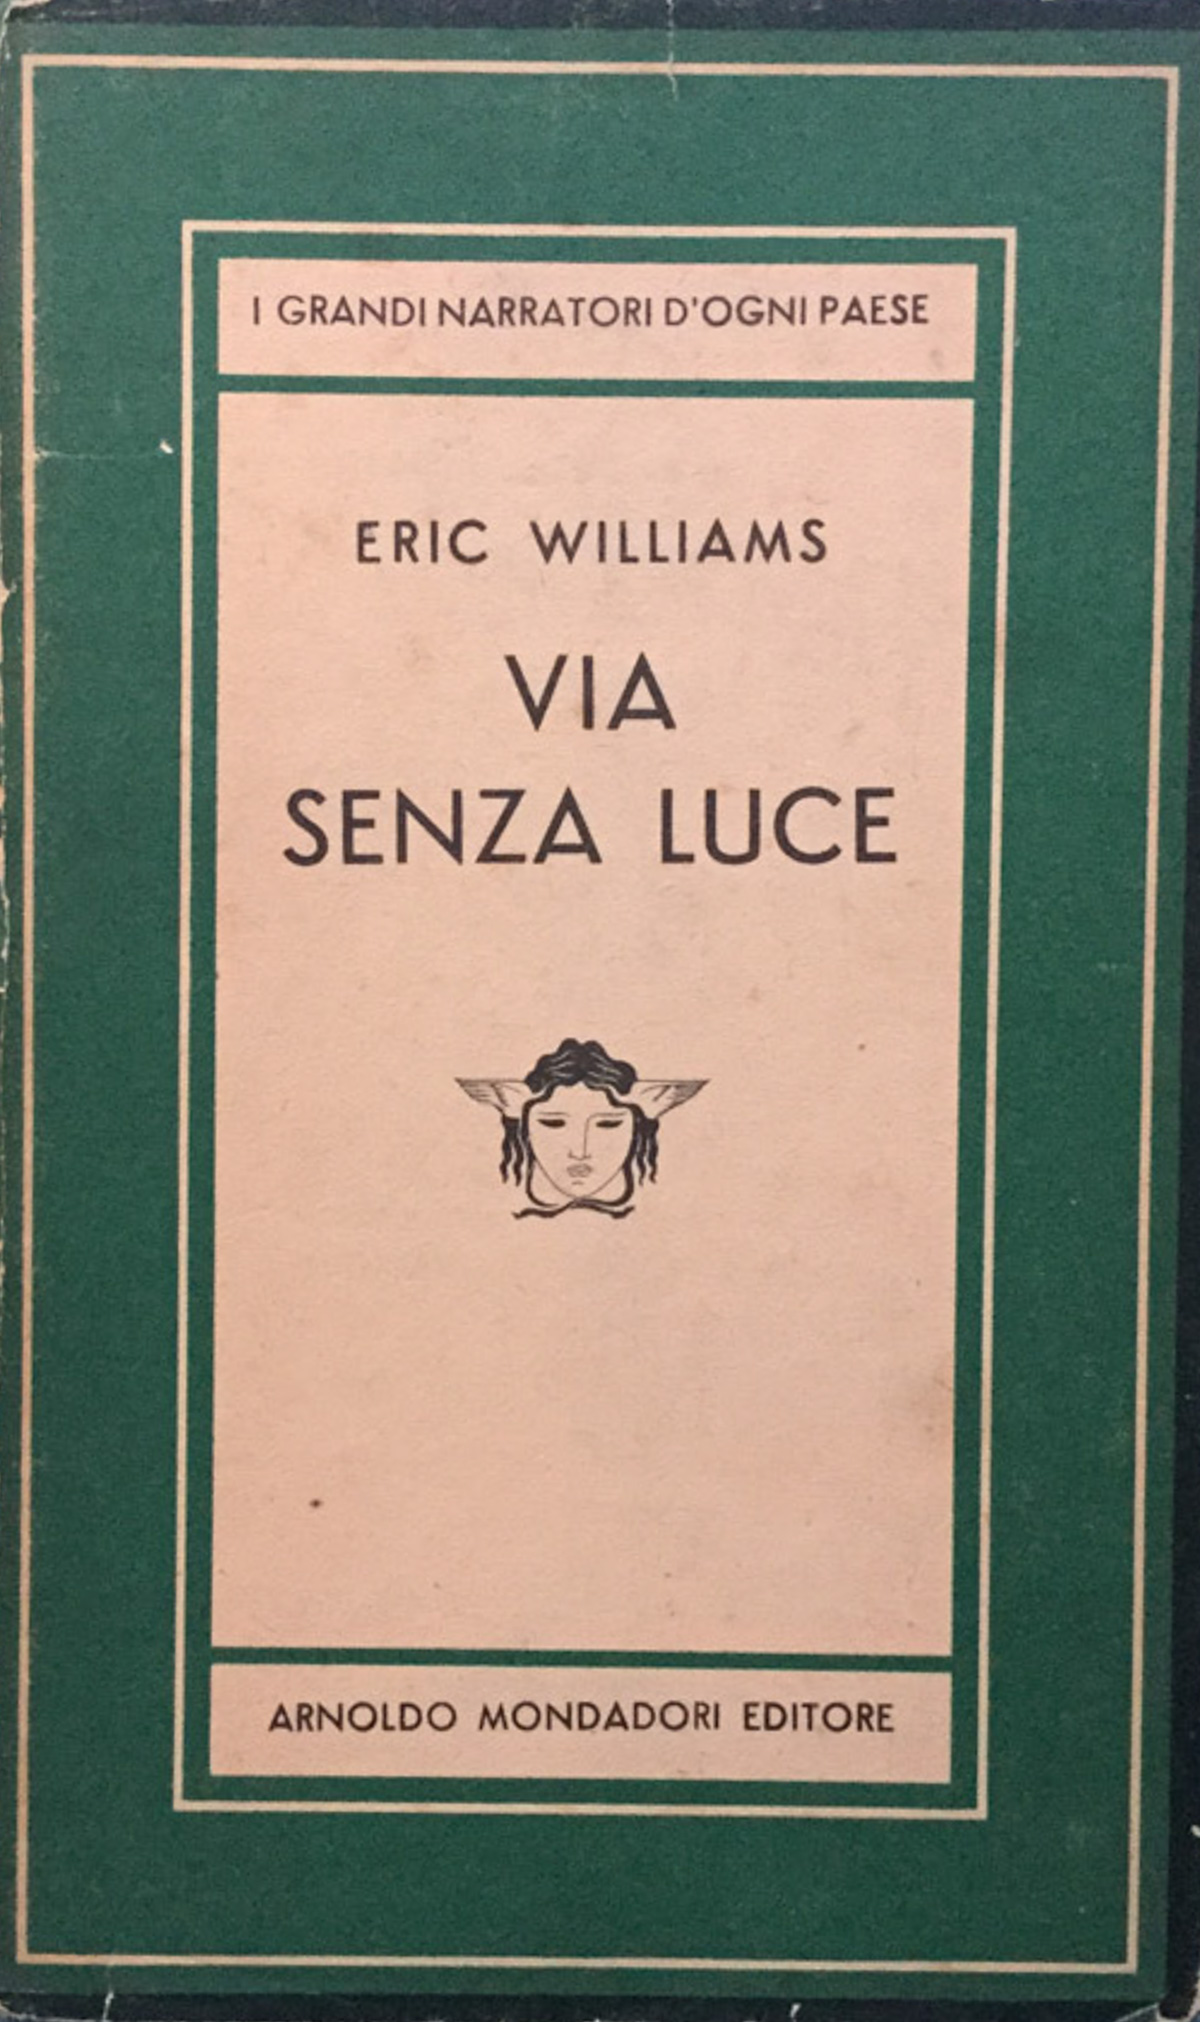 I GRANDI NARRATORI D'OGNI PAESE
ERIC WILLIAMS
VIA
SENZA LUCE
ARNOLDO MONDADORI EDITORE